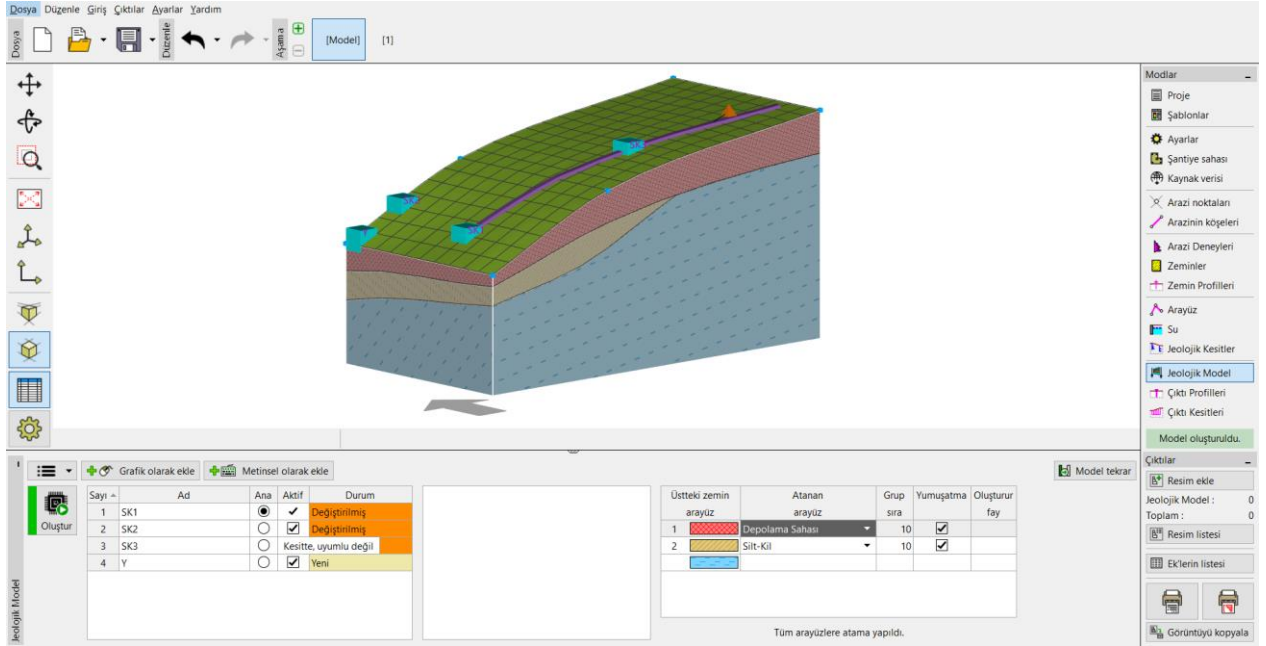 Dosya Düzenle Giriş Çıktılar Ayarlar Yardım
Dosya
Düzenle
Aşama
[Model]
[1]
SK1
Modlar
Proje
Şablonlar
Ayarlar
Şantiye sahası
Kaynak verisi
Arazi noktaları
Arazinin köşeleri
Arazi Deneyleri
Zeminler
Zemin Profilleri
Arayüz
Su
Jeolojik Kesitler
Jeolojik Model
Çıktı Profilleri
Çıktı Kesitleri
Model oluşturuldu.
Grafik olarak ekle
Metinsel olarak ekle
Model tekrar
Oluştur
Jeolojik Model
Sayı Ad Ana Aktif Durum
1 SK1 Değiştirilmiş
2 SK2 Değiştirilmiş
3 SK3 Kesitte, uyumlu değil
4 Y Yeni
Üstteki zemin Atanan Grup Yumuşatma Oluşturur
arayüz arayüz sıra fay
1 Depolama Sahası 10
2 Silt-Kil 10
Tüm arayüzlere atama yapıldı.
Çıktılar
Resim ekle
Jeolojik Model : 0
Toplam : 0
Resim listesi
Ek'lerin listesi
Görüntüyü kopyala